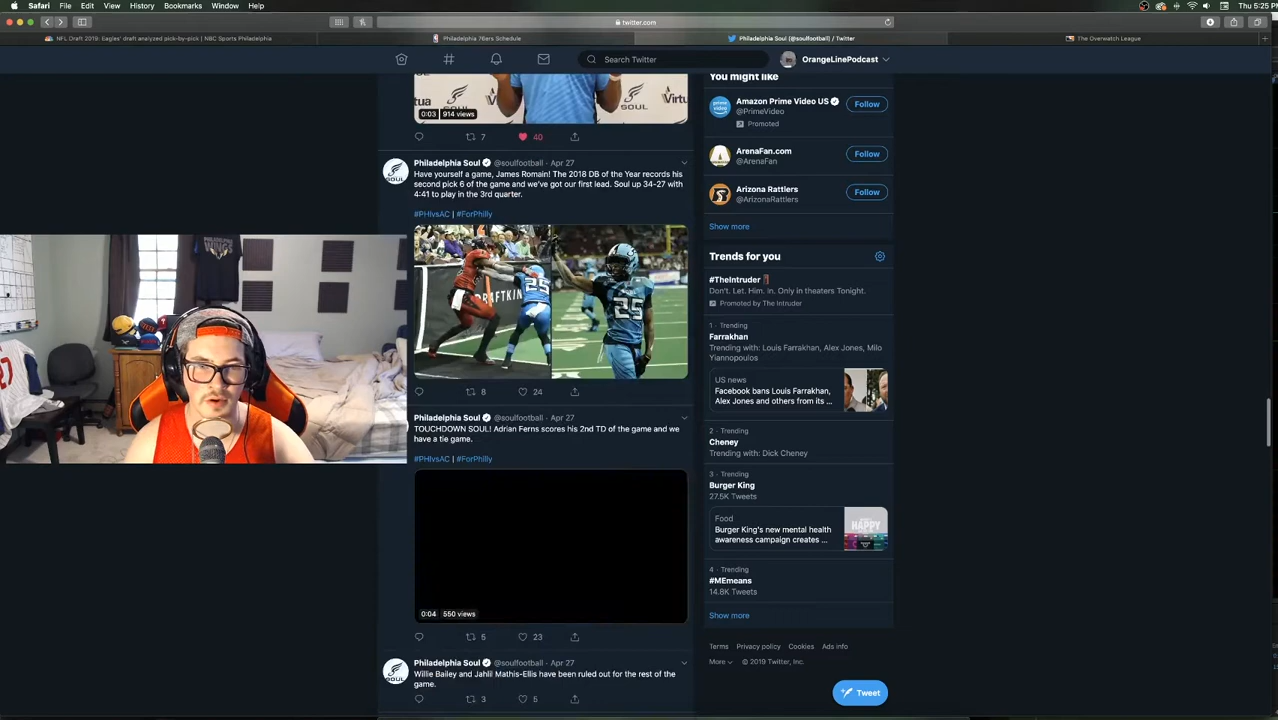 Safari File Edit View History Bookmarks Window Help
Thu 5:25
twitter.com
NFL Draft 2019: Eagles' draft analyzed pick-by-pick | NBC Sports Philadelphia
Philadelphia 76ers Schedule
Philadelphia Soul (@soulfootball) / Twitter
The Overwatch League
Search Twitter
OrangeLinePodcast
SOUL
0:03 914 views
7 40
Philadelphia Soul @soulfootball · Apr 27
Have yourself a game, James Romain! The 2018 DB of the Year records his
second pick 6 of the game and we've got our first lead. Soul up 34-27 with
4:41 to play in the 3rd quarter.
#PHIvsAC | #ForPhilly
25
25
8 24
Philadelphia Soul @soulfootball · Apr 27
TOUCHDOWN SOUL! Adrian Ferns scores his 2nd TD of the game and we
have a tie game.
#PHIvsAC | #ForPhilly
0:04 550 views
5 23
Philadelphia Soul @soulfootball · Apr 27
Willie Bailey and Jahlil Mathis-Ellis have been ruled out for the rest of the
game.
3 5
You might like
Amazon Prime Video US
@PrimeVideo
Promoted
Follow
ArenaFan.com
@ArenaFan
Follow
Arizona Rattlers
@ArizonaRattlers
Follow
Show more
Trends for you
#TheIntruder
Don't. Let. Him. In. Only in theaters Tonight.
Promoted by The Intruder
1 · Trending
Farrakhan
Trending with: Louis Farrakhan, Alex Jones, Milo
Yiannopoulos
US news
Facebook bans Louis Farrakhan,
Alex Jones and others from its ...
2 · Trending
Cheney
Trending with: Dick Cheney
3 · Trending
Burger King
27.5K Tweets
Food
Burger King's new mental health
awareness campaign creates ...
4 · Trending
#MEmeans
14.8K Tweets
Show more
Terms Privacy policy Cookies Ads info
More © 2019 Twitter, Inc.
Tweet